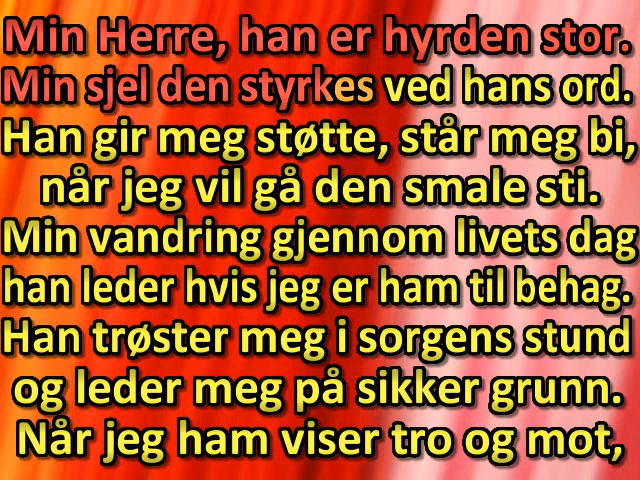 Min Herre, han er hyrden stor.
Min sjel den styrkes ved hans ord.
Han gir meg støtte, står meg bi,
når jeg vil gå den smale sti.
Min vandring gjennom livets dag
han leder hvis jeg er ham til behag.
Han trøster meg i sorgens stund
og leder meg på sikker grunn.
Når jeg ham viser tro og mot,